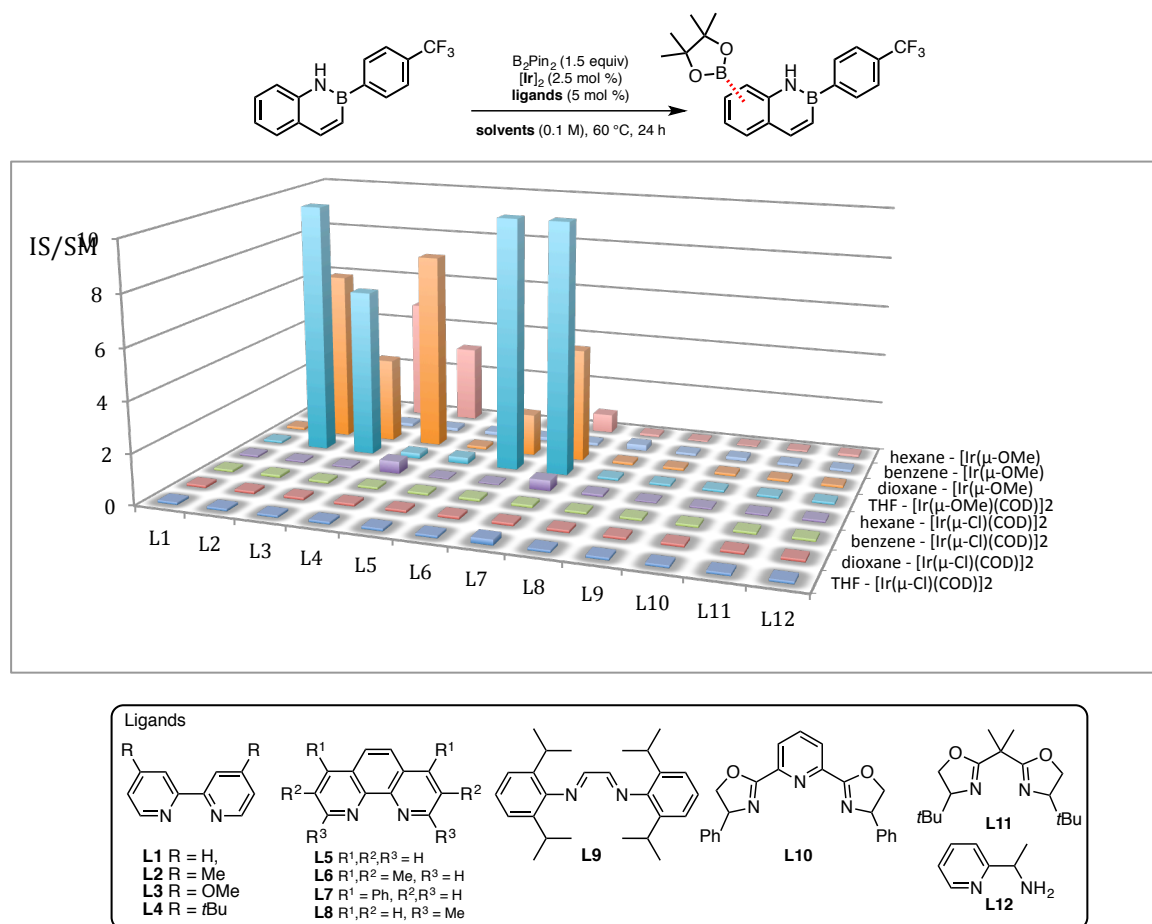 CF₃
H
N
B
B₂Pin₂ (1.5 equiv)
[Ir]₂ (2.5 mol %)
ligands (5 mol %)
solvents (0.1 M), 60 °C, 24 h
O
B
O
H
N
B
CF₃
IS/SM
10
8
6
4
2
0
L1
L2
L3
L4
L5
L6
L7
L8
L9
L10
L11
L12
hexane - [Ir(μ-OMe)
benzene - [Ir(μ-OMe)
dioxane - [Ir(μ-OMe)
THF - [Ir(μ-OMe)(COD)]2
hexane - [Ir(μ-Cl)(COD)]2
benzene - [Ir(μ-Cl)(COD)]2
dioxane - [Ir(μ-Cl)(COD)]2
THF - [Ir(μ-Cl)(COD)]2
Ligands
R R
N N
L1 R = H,
L2 R = Me
L3 R = OMe
L4 R = tBu
R¹ R¹
R² R²
N N
R³ R³
L5 R¹,R²,R³ = H
L6 R¹,R² = Me, R³ = H
L7 R¹ = Ph, R²,R³ = H
L8 R¹,R² = H, R³ = Me
N N
L9
O N O
N N
Ph Ph
L10
O O
N N
tBu tBu
L11
N NH₂
L12